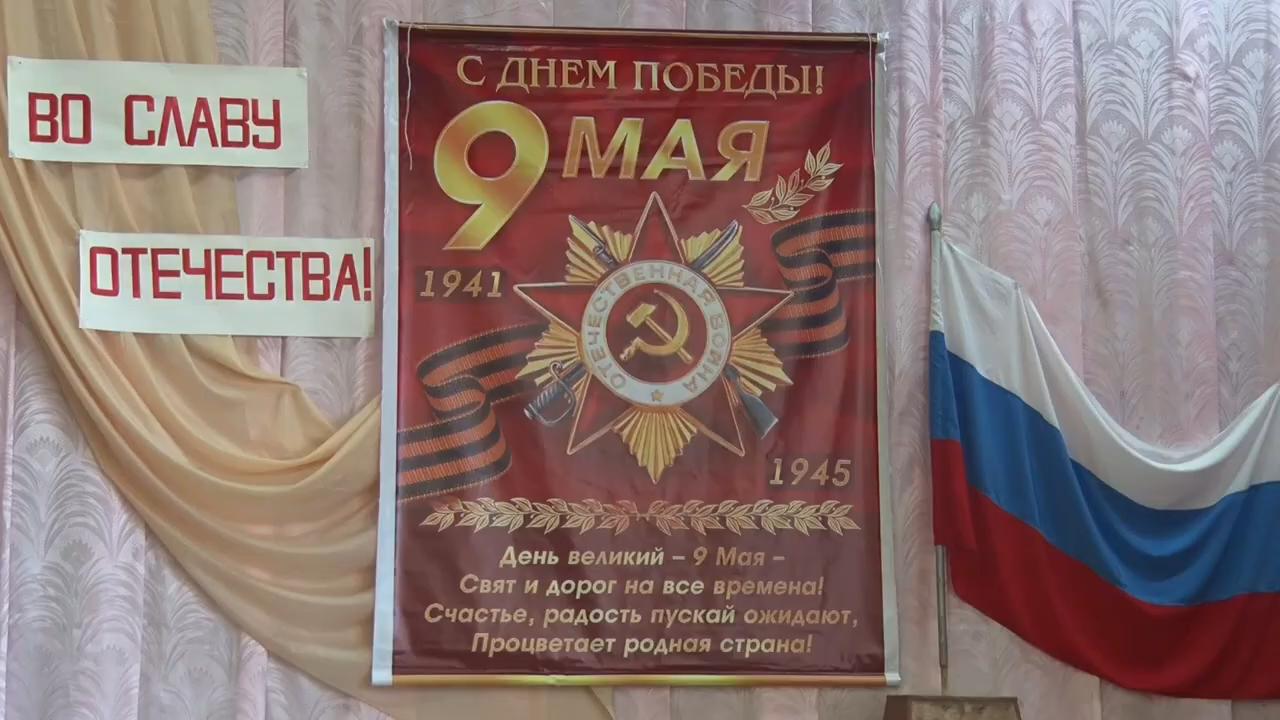 ВО СЛАВУ
ОТЕЧЕСТВА!
С ДНЕМ ПОБЕДЫ!
9 МАЯ
1941
ОТЕЧЕСТВЕННАЯ ВОЙНА
1945
День великий – 9 Мая –
Свят и дорог на все времена!
Счастье, радость пускай ожидают,
Процветает родная страна!